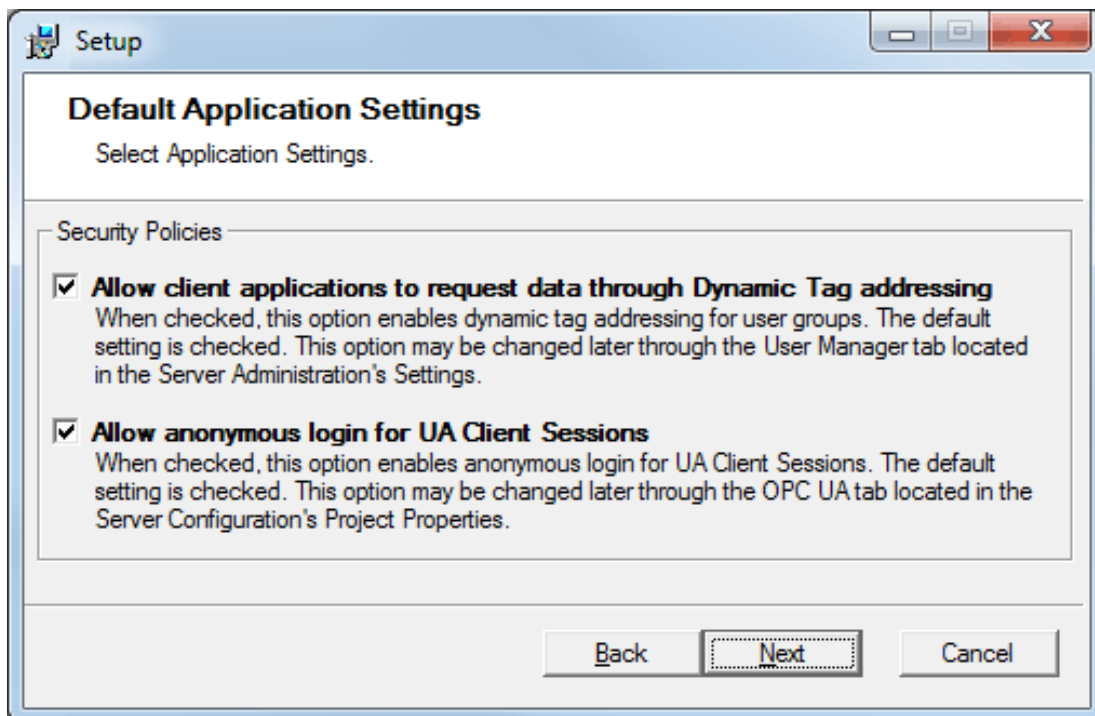 Setup
Default Application Settings
Select Application Settings.
Security Policies
Allow client applications to request data through Dynamic Tag addressing
When checked, this option enables dynamic tag addressing for user groups. The default
setting is checked. This option may be changed later through the User Manager tab located
in the Server Administration's Settings.
Allow anonymous login for UA Client Sessions
When checked, this option enables anonymous login for UA Client Sessions. The default
setting is checked. This option may be changed later through the OPC UA tab located in the
Server Configuration's Project Properties.
Back Next Cancel